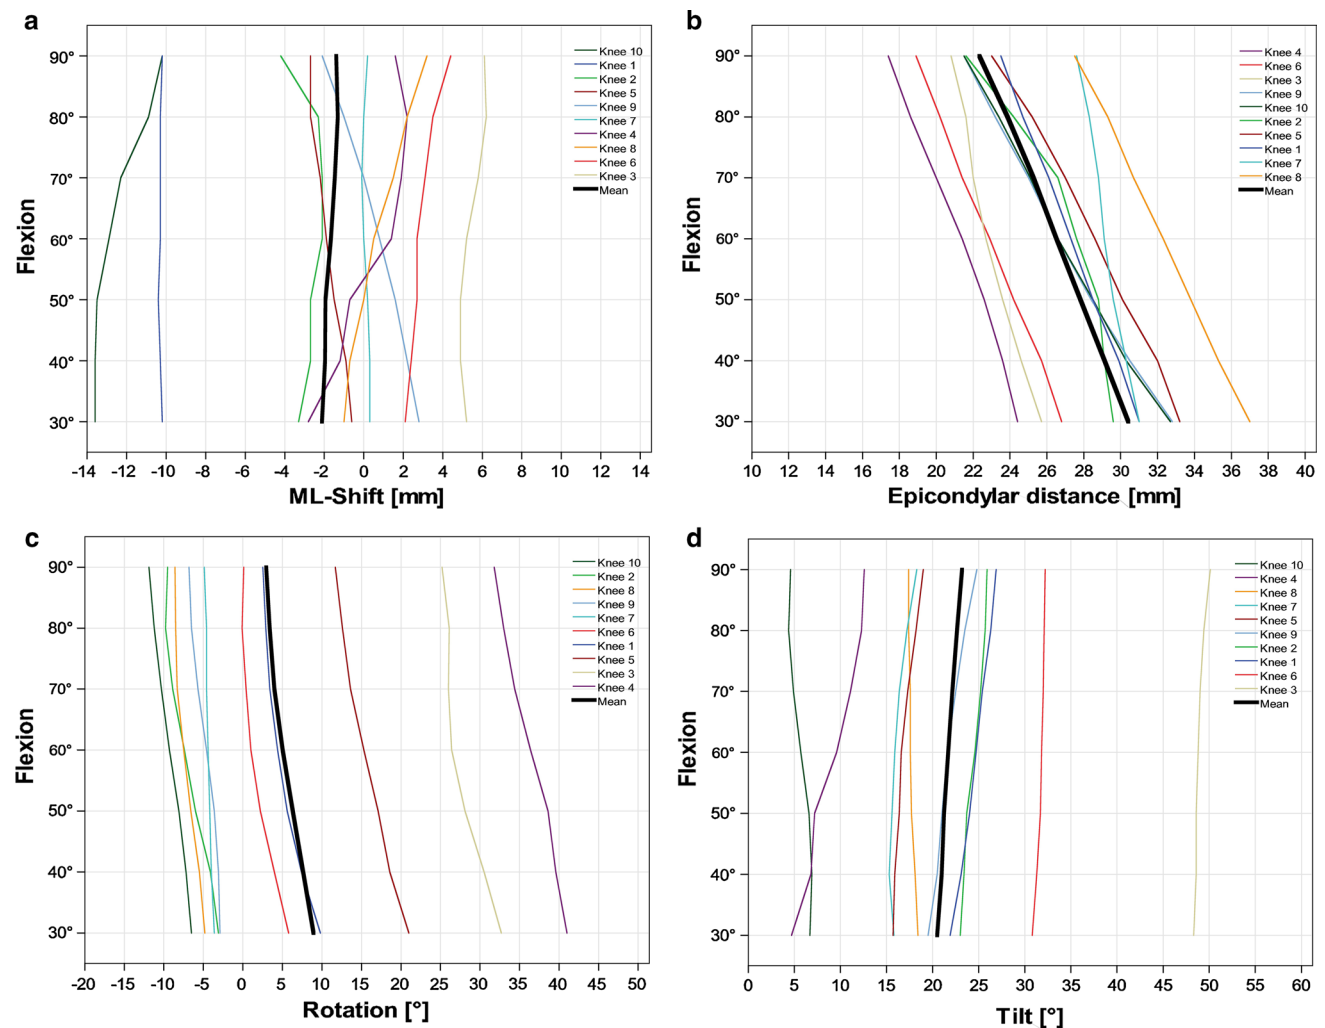 a
90°
80°
70°
60°
50°
40°
30°
Flexion
-14 -12 -10 -8 -6 -4 -2 0 2 4 6 8 10 12 14
ML-Shift [mm]
Knee 10
Knee 1
Knee 2
Knee 5
Knee 9
Knee 7
Knee 4
Knee 8
Knee 6
Knee 3
Mean
b
90°
80°
70°
60°
50°
40°
30°
Flexion
10 12 14 16 18 20 22 24 26 28 30 32 34 36 38 40
Epicondylar distance [mm]
Knee 4
Knee 6
Knee 3
Knee 9
Knee 10
Knee 2
Knee 5
Knee 1
Knee 7
Knee 8
Mean
c
90°
80°
70°
60°
50°
40°
30°
Flexion
-20 -15 -10 -5 0 5 10 15 20 25 30 35 40 45 50
Rotation [°]
Knee 10
Knee 2
Knee 8
Knee 9
Knee 7
Knee 6
Knee 1
Knee 5
Knee 3
Knee 4
Mean
d
90°
80°
70°
60°
50°
40°
30°
Flexion
0 5 10 15 20 25 30 35 40 45 50 55 60
Tilt [°]
Knee 10
Knee 4
Knee 8
Knee 7
Knee 5
Knee 9
Knee 2
Knee 1
Knee 6
Knee 3
Mean